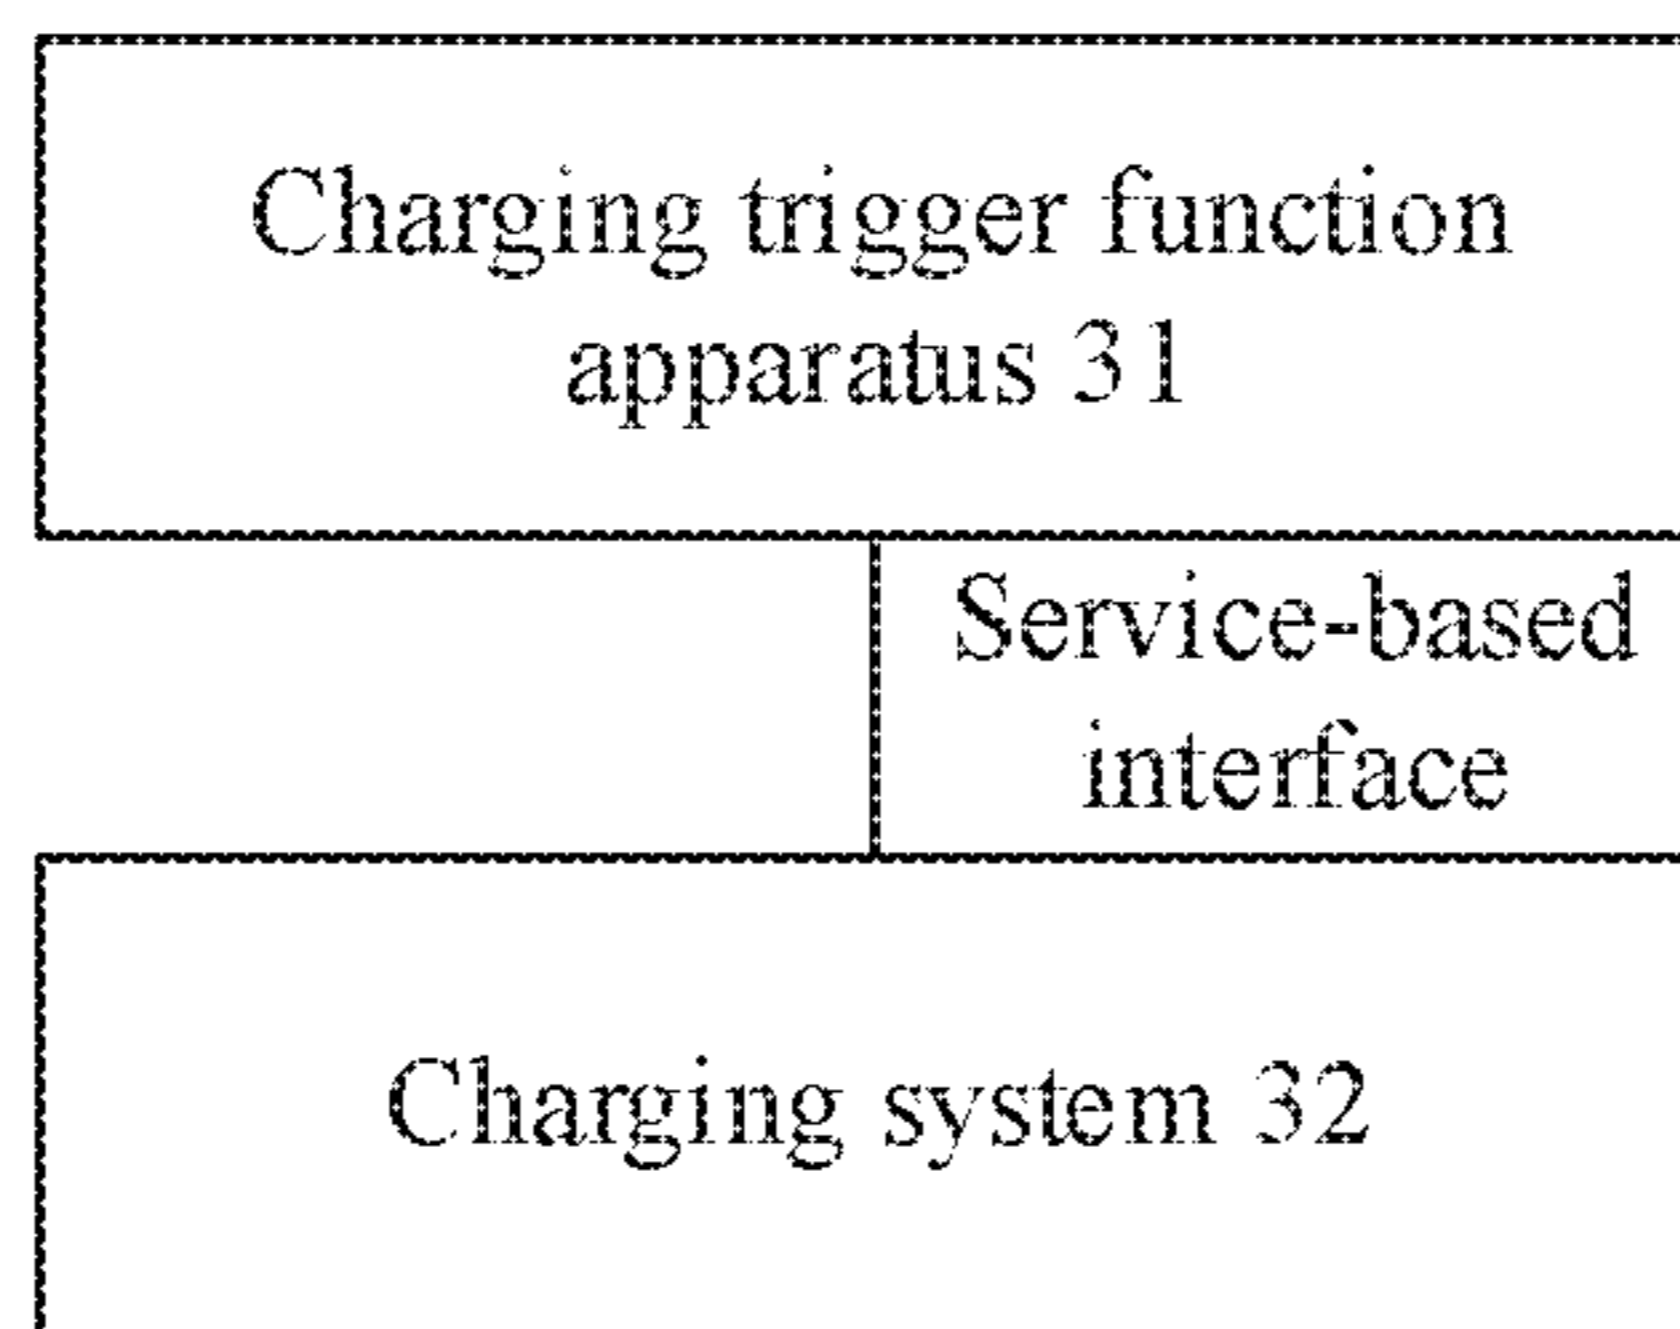 Charging trigger function
apparatus 31
Service-based
interface
Charging system 32